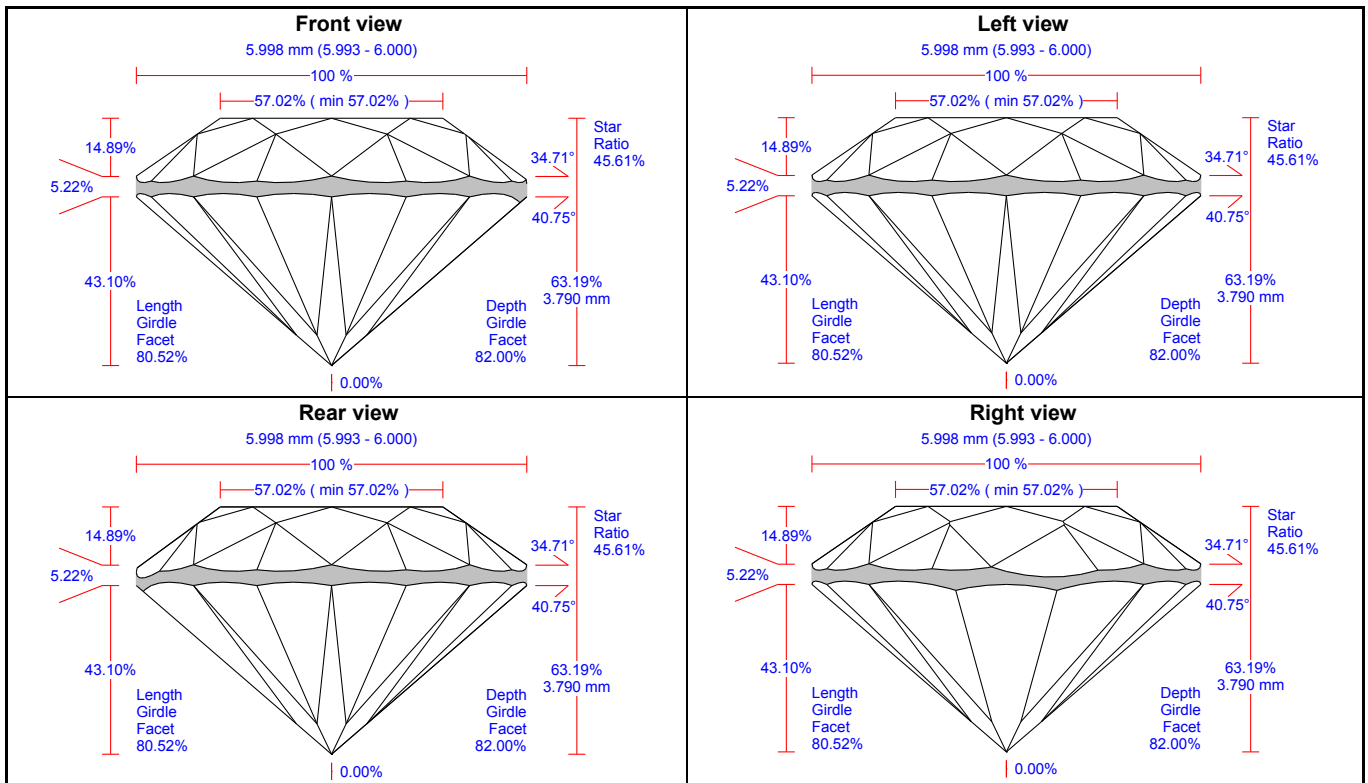 Front view
5.998 mm (5.993 - 6.000)
100 %
57.02% ( min 57.02% )
14.89%
5.22%
43.10%
Star
Ratio
45.61%
34.71°
40.75°
63.19%
3.790 mm
Length
Girdle
Facet
80.52%
Depth
Girdle
Facet
82.00%
0.00%
Left view
5.998 mm (5.993 - 6.000)
100 %
57.02% ( min 57.02% )
14.89%
5.22%
43.10%
Star
Ratio
45.61%
34.71°
40.75°
63.19%
3.790 mm
Length
Girdle
Facet
80.52%
Depth
Girdle
Facet
82.00%
0.00%
Rear view
5.998 mm (5.993 - 6.000)
100 %
57.02% ( min 57.02% )
14.89%
5.22%
43.10%
Star
Ratio
45.61%
34.71°
40.75°
63.19%
3.790 mm
Length
Girdle
Facet
80.52%
Depth
Girdle
Facet
82.00%
0.00%
Right view
5.998 mm (5.993 - 6.000)
100 %
57.02% ( min 57.02% )
14.89%
5.22%
43.10%
Star
Ratio
45.61%
34.71°
40.75°
63.19%
3.790 mm
Length
Girdle
Facet
80.52%
Depth
Girdle
Facet
82.00%
0.00%